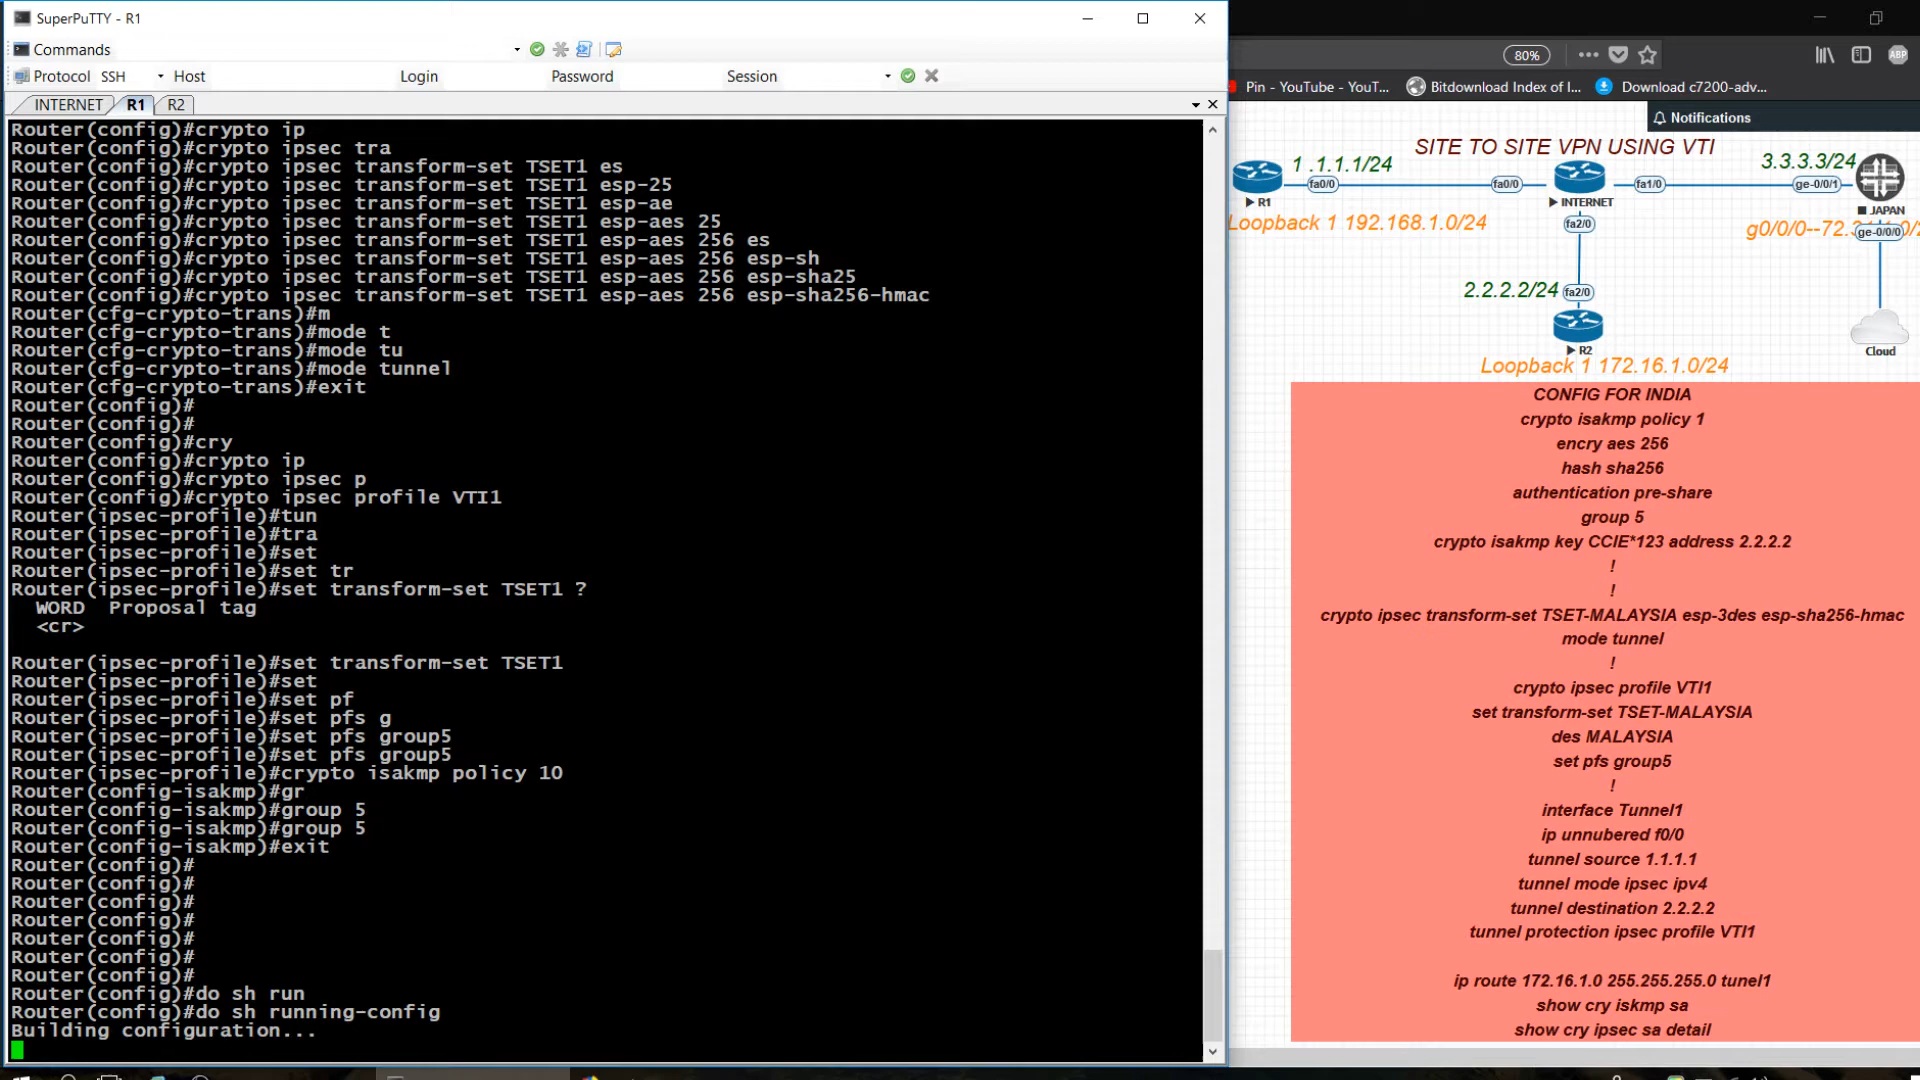 SuperPuTTY - R1
Commands
Protocol SSH Host Login Password Session
INTERNET R1 R2
Router(config)#crypto ip
Router(config)#crypto ipsec tra
Router(config)#crypto ipsec transform-set TSET1 es
Router(config)#crypto ipsec transform-set TSET1 esp-25
Router(config)#crypto ipsec transform-set TSET1 esp-ae
Router(config)#crypto ipsec transform-set TSET1 esp-aes 25
Router(config)#crypto ipsec transform-set TSET1 esp-aes 256 es
Router(config)#crypto ipsec transform-set TSET1 esp-aes 256 esp-sh
Router(config)#crypto ipsec transform-set TSET1 esp-aes 256 esp-sha25
Router(config)#crypto ipsec transform-set TSET1 esp-aes 256 esp-sha256-hmac
Router(cfg-crypto-trans)#m
Router(cfg-crypto-trans)#mode t
Router(cfg-crypto-trans)#mode tu
Router(cfg-crypto-trans)#mode tunnel
Router(cfg-crypto-trans)#exit
Router(config)#
Router(config)#
Router(config)#cry
Router(config)#crypto ip
Router(config)#crypto ipsec p
Router(config)#crypto ipsec profile VTI1
Router(ipsec-profile)#tun
Router(ipsec-profile)#tra
Router(ipsec-profile)#set
Router(ipsec-profile)#set tr
Router(ipsec-profile)#set transform-set TSET1 ?
WORD Proposal tag
<cr>
Router(ipsec-profile)#set transform-set TSET1
Router(ipsec-profile)#set
Router(ipsec-profile)#set pf
Router(ipsec-profile)#set pfs g
Router(ipsec-profile)#set pfs group5
Router(ipsec-profile)#set pfs group5
Router(ipsec-profile)#crypto isakmp policy 10
Router(config-isakmp)#gr
Router(config-isakmp)#group 5
Router(config-isakmp)#group 5
Router(config-isakmp)#exit
Router(config)#
Router(config)#
Router(config)#
Router(config)#
Router(config)#
Router(config)#
Router(config)#
Router(config)#do sh run
Router(config)#do sh running-config
Building configuration...
80%
ABP
Pin - YouTube - YouT... Bitdownload Index of I... Download c7200-adv...
Notifications
SITE TO SITE VPN USING VTI
1 .1.1.1/24
3.3.3.3/24
fa0/0 fa0/0 fa1/0 ge-0/0/1
R1 INTERNET JAPAN
Loopback 1 192.168.1.0/24
fa2/0
g0/0/0--72.
ge-0/0/0
2.2.2.2/24
fa2/0
R2
Cloud
Loopback 1 172.16.1.0/24
CONFIG FOR INDIA
crypto isakmp policy 1
encry aes 256
hash sha256
authentication pre-share
group 5
crypto isakmp key CCIE*123 address 2.2.2.2
!
!
crypto ipsec transform-set TSET-MALAYSIA esp-3des esp-sha256-hmac
mode tunnel
!
crypto ipsec profile VTI1
set transform-set TSET-MALAYSIA
des MALAYSIA
set pfs group5
!
interface Tunnel1
ip unnubered f0/0
tunnel source 1.1.1.1
tunnel mode ipsec ipv4
tunnel destination 2.2.2.2
tunnel protection ipsec profile VTI1
ip route 172.16.1.0 255.255.255.0 tunel1
show cry iskmp sa
show cry ipsec sa detail